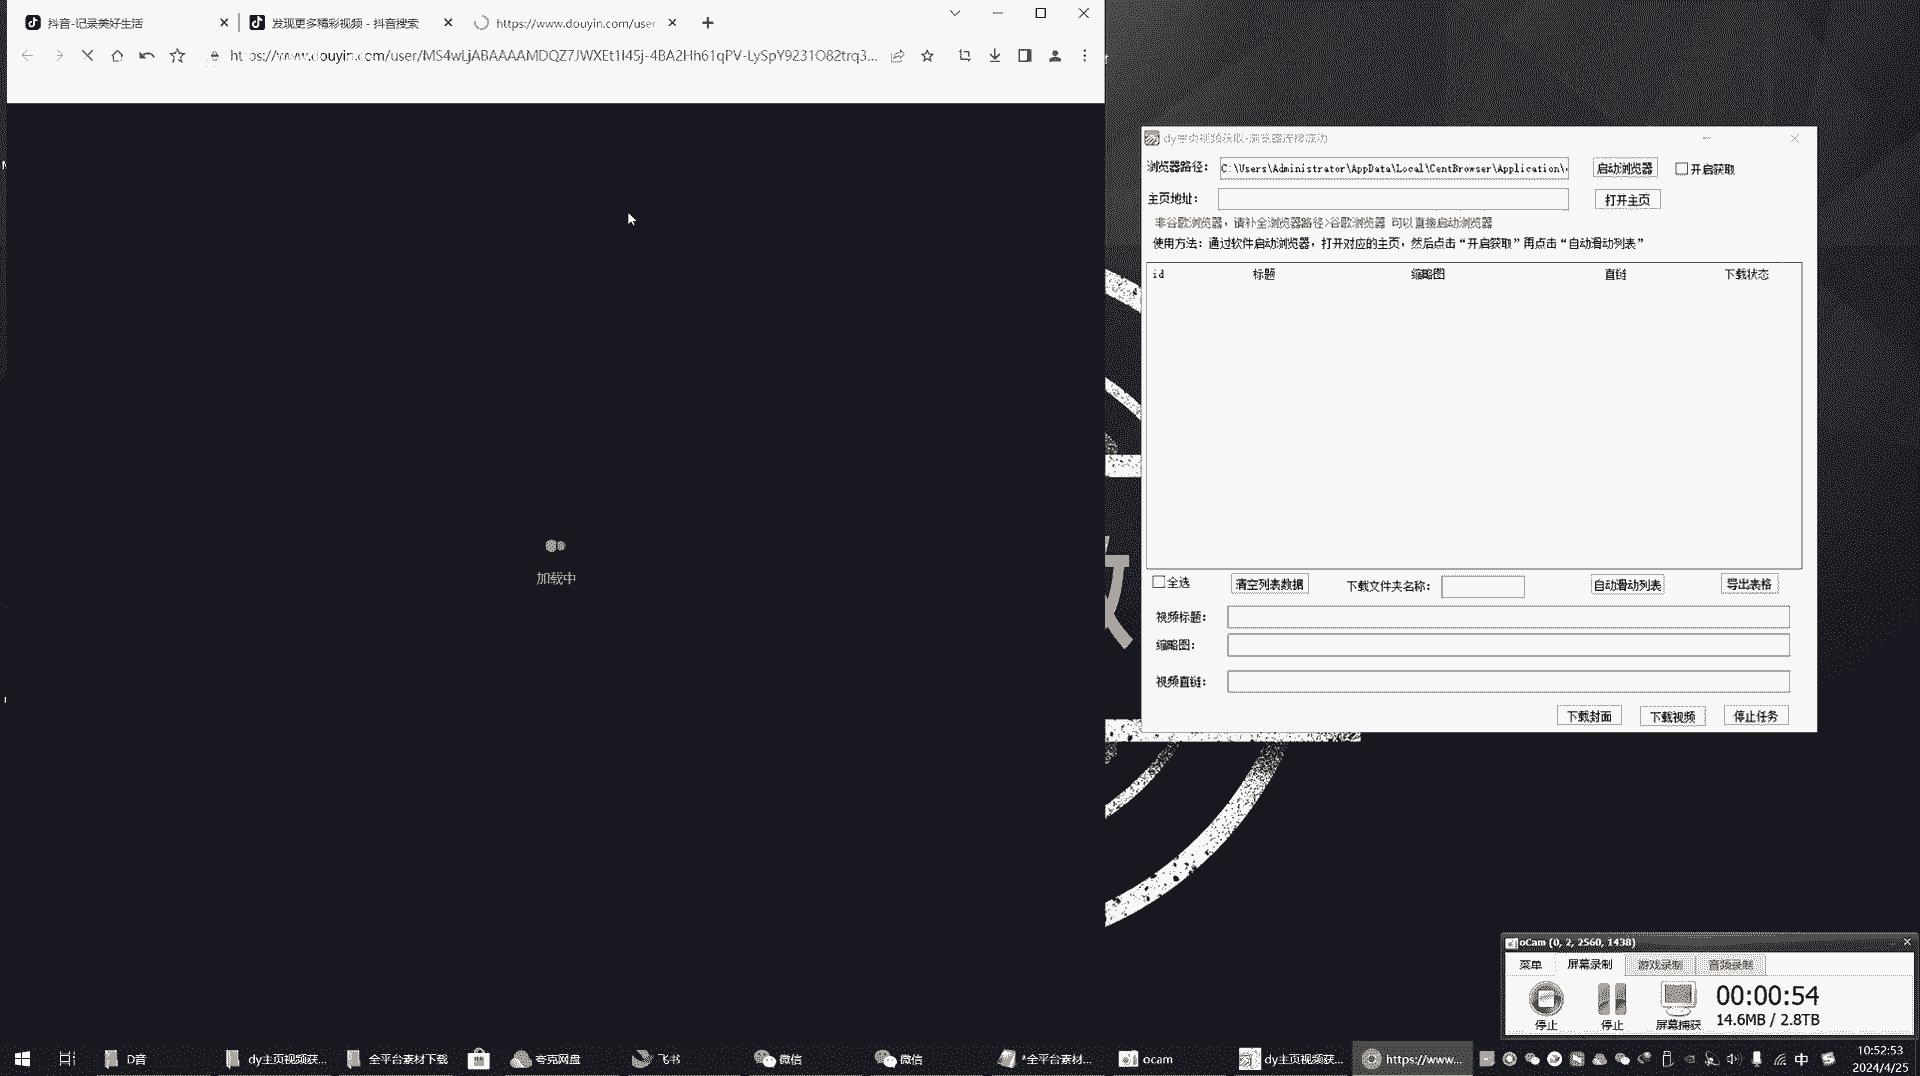 抖音-记录美好生活
发现更多精彩视频 - 抖音搜索
https://www.douyin.com/user
https://www.douyin.com/user/MS4wLjABAAAAMDQZ7JWXEt1I45j-4BA2Hh61qPV-LySpY9231O82trq3...
加载中
dy主页视频获取-浏览器连接成功
浏览器路径:
C:\Users\Administrator\AppData\Local\CentBrowser\Application\
启动浏览器
开启获取
主页地址:
打开主页
非谷歌浏览器，请补全浏览器路径>谷歌浏览器 可以直接启动浏览器
使用方法: 通过软件启动浏览器，打开对应的主页，然后点击“开启获取”再点击“自动滑动列表”
id 标题 缩略图 直链 下载状态
全选
清空列表数据
下载文件夹名称:
自动滑动列表
导出表格
视频标题:
缩略图:
视频直链:
下载封面
下载视频
停止任务
oCam (0, 2, 2560, 1438)
菜单 屏幕录制 游戏录制 音频录制
停止 停止 屏幕捕获
00:00:54
14.6MB / 2.8TB
D音
dy主页视频获...
全平台素材下载
夸克网盘
飞书
微信
微信
*全平台素材...
ocam
dy主页视频获...
https://www...
中
10:52:53
2024/4/25